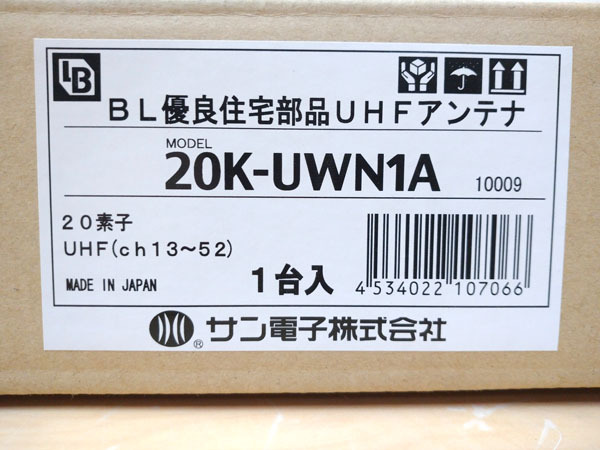 BL
BL優良住宅部品UHFアンテナ
MODEL
20K-UWN1A 10009
20素子
UHF(ch13~52)
MADE IN JAPAN 1台入 4534022107066
® サン電子株式会社